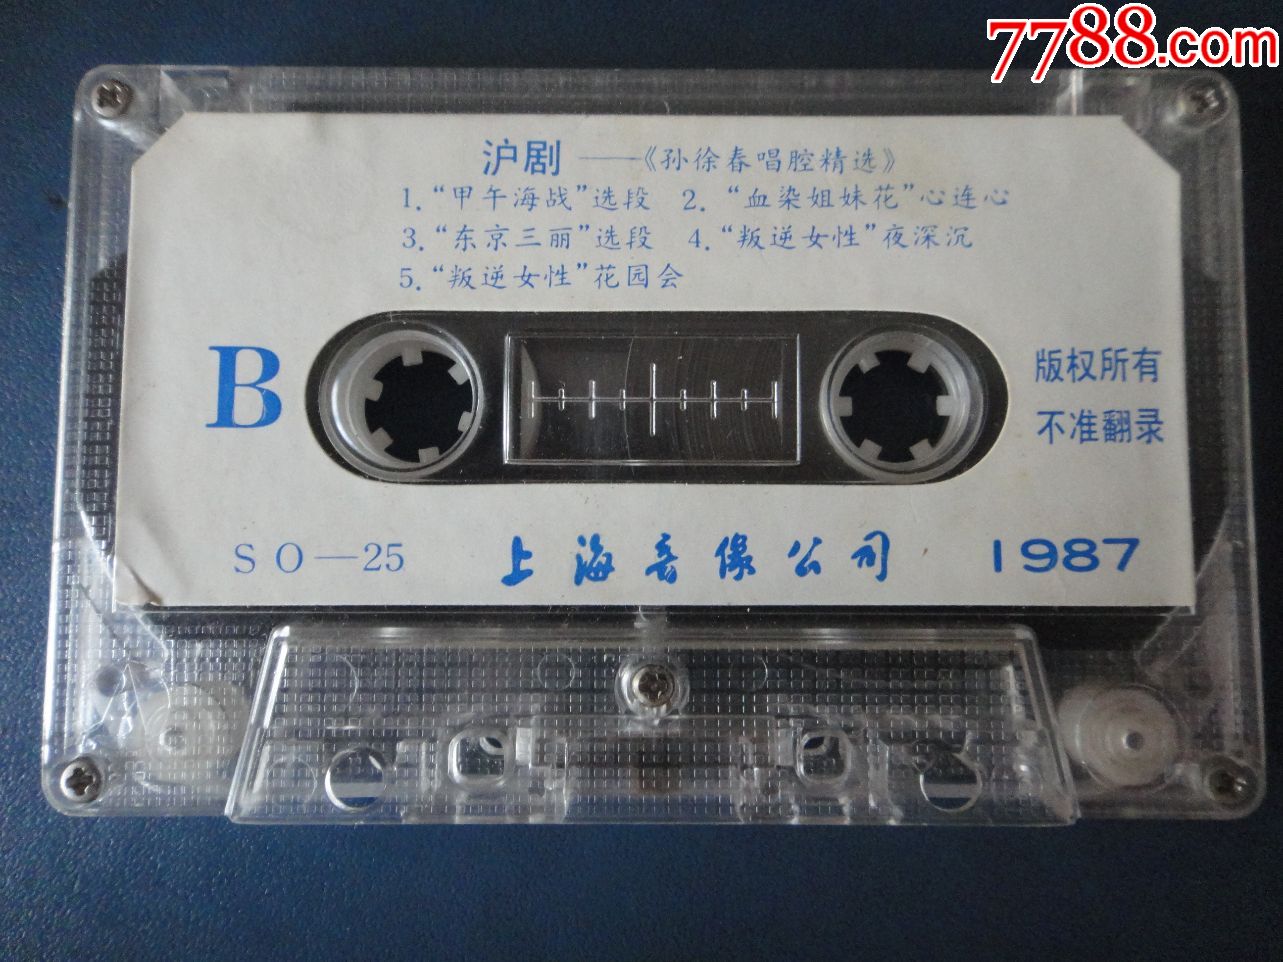 7788.com
沪剧——《孙徐春唱腔精选》
1.“甲午海战”选段 2.“血染姐妹花”心连心
3.“东京三丽”选段 4.“叛逆女性”夜深沉
5.“叛逆女性”花园会
B
版权所有
不准翻录
SO—25 上海音像公司 1987